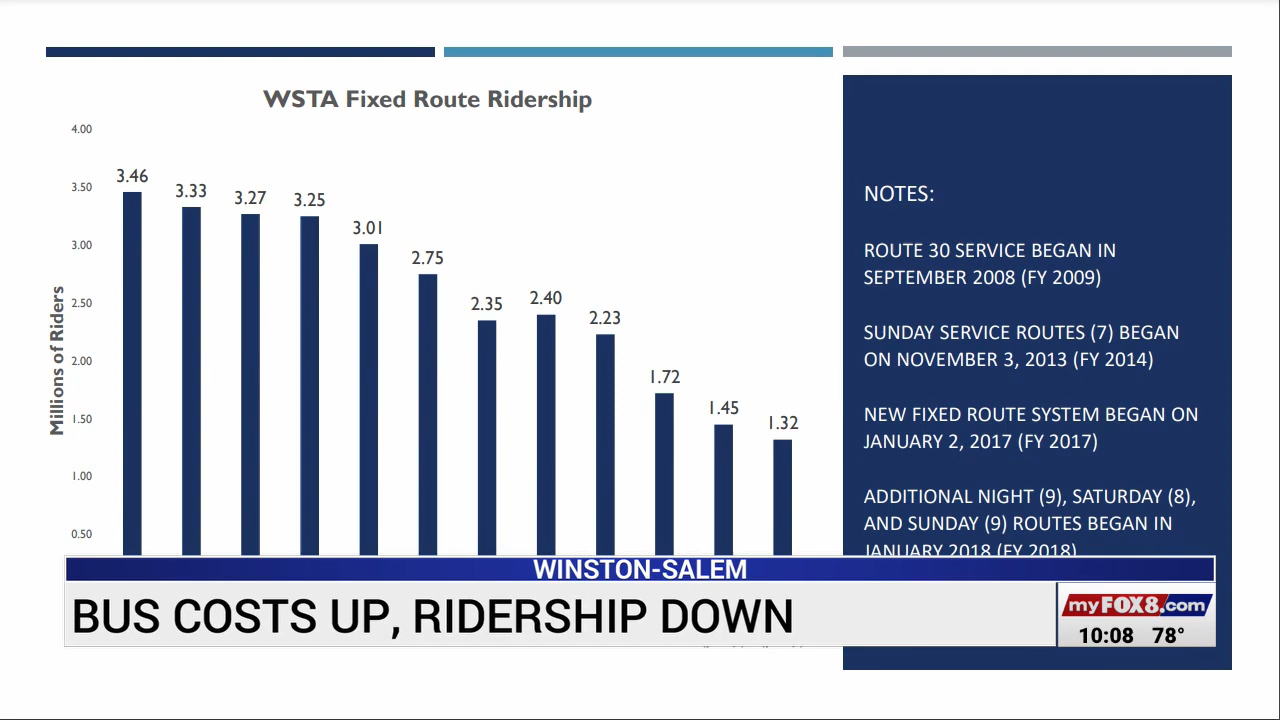 WSTA Fixed Route Ridership
4.00
3.50
3.00
2.50
2.00
1.50
1.00
0.50
Millions of Riders
3.46
3.33
3.27
3.25
3.01
2.75
2.35
2.40
2.23
1.72
1.45
1.32
NOTES:
ROUTE 30 SERVICE BEGAN IN
SEPTEMBER 2008 (FY 2009)
SUNDAY SERVICE ROUTES (7) BEGAN
ON NOVEMBER 3, 2013 (FY 2014)
NEW FIXED ROUTE SYSTEM BEGAN ON
JANUARY 2, 2017 (FY 2017)
ADDITIONAL NIGHT (9), SATURDAY (8),
AND SUNDAY (9) ROUTES BEGAN IN
JANUARY 2018 (FY 2018)
WINSTON-SALEM
BUS COSTS UP, RIDERSHIP DOWN
myFOX8.com
10:08 78°